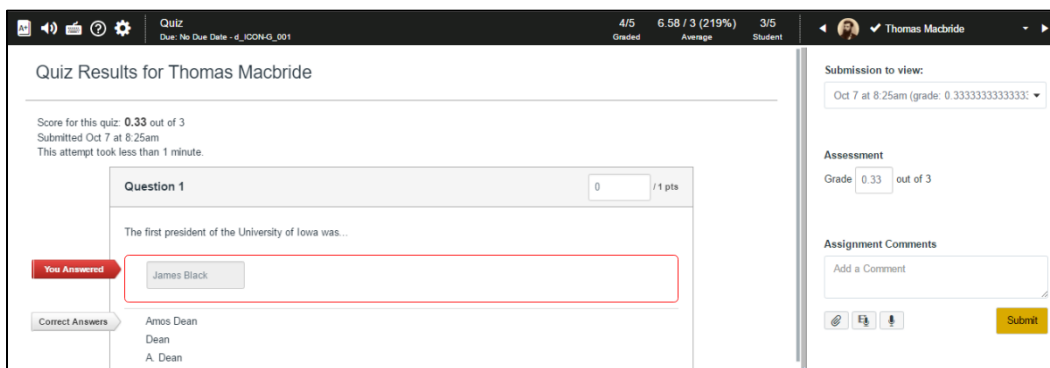 A+
Quiz
Due: No Due Date - d_ICON-G_001
4/5
Graded
6.58 / 3 (219%)
Average
3/5
Student
Thomas Macbride
Quiz Results for Thomas Macbride
Score for this quiz: 0.33 out of 3
Submitted Oct 7 at 8:25am
This attempt took less than 1 minute.
Question 1
0 / 1 pts
The first president of the University of Iowa was...
You Answered
James Black
Correct Answers
Amos Dean
Dean
A. Dean
Submission to view:
Oct 7 at 8:25am (grade: 0.3333333333333:
Assessment
Grade 0.33 out of 3
Assignment Comments
Add a Comment
Submit